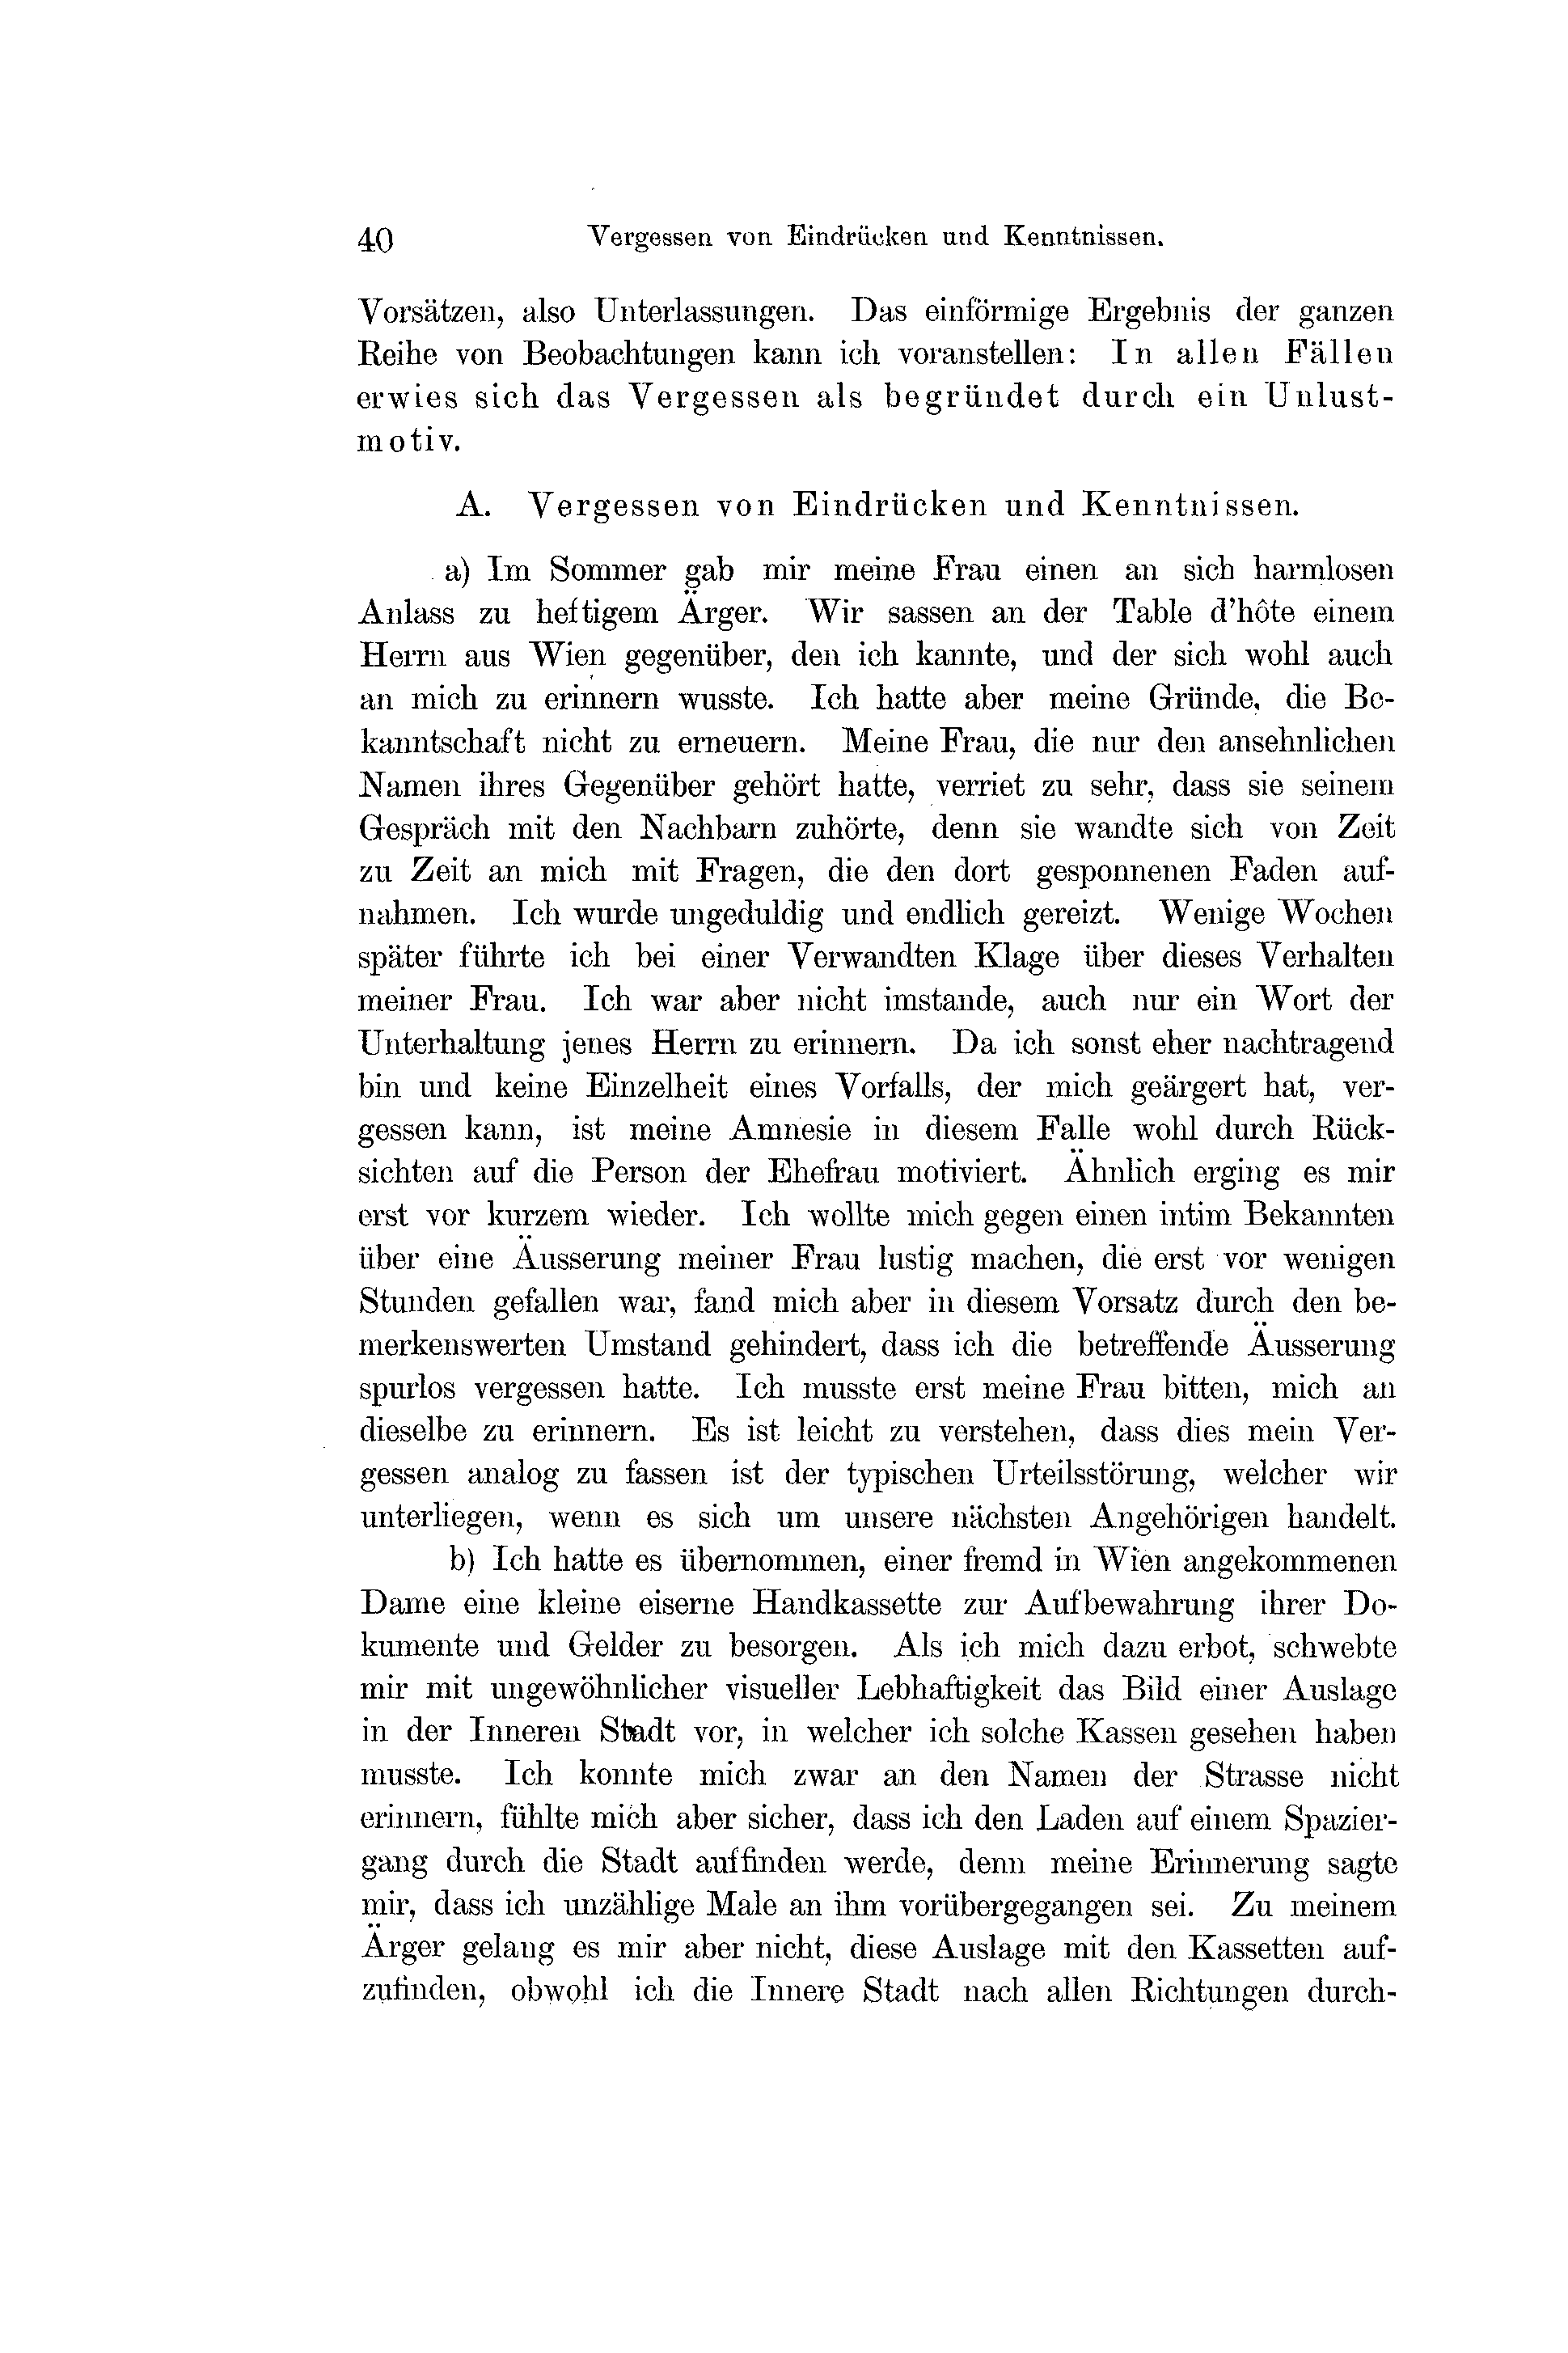 40 Vergessen von Eindrücken und Kenntnissen.
Vorsätzen, also Unterlassungen. Das einförmige Ergebnis der ganzen
Reihe von Beobachtungen kann ich voranstellen: In allen Fällen
erwies sich das Vergessen als begründet durch ein Unlust-
motiv.
A. Vergessen von Eindrücken und Kenntnissen.
a) Im Sommer gab mir meine Frau einen an sich harmlosen
Anlass zu heftigem Ärger. Wir sassen an der Table d'hôte einem
Herrn aus Wien gegenüber, den ich kannte, und der sich wohl auch
an mich zu erinnern wusste. Ich hatte aber meine Gründe, die Be-
kanntschaft nicht zu erneuern. Meine Frau, die nur den ansehnlichen
Namen ihres Gegenüber gehört hatte, verriet zu sehr, dass sie seinem
Gespräch mit den Nachbarn zuhörte, denn sie wandte sich von Zeit
zu Zeit an mich mit Fragen, die den dort gesponnenen Faden auf-
nahmen. Ich wurde ungeduldig und endlich gereizt. Wenige Wochen
später führte ich bei einer Verwandten Klage über dieses Verhalten
meiner Frau. Ich war aber nicht imstande, auch nur ein Wort der
Unterhaltung jenes Herrn zu erinnern. Da ich sonst eher nachtragend
bin und keine Einzelheit eines Vorfalls, der mich geärgert hat, ver-
gessen kann, ist meine Amnesie in diesem Falle wohl durch Rück-
sichten auf die Person der Ehefrau motiviert. Ähnlich erging es mir
erst vor kurzem wieder. Ich wollte mich gegen einen intim Bekannten
über eine Äusserung meiner Frau lustig machen, die erst vor wenigen
Stunden gefallen war, fand mich aber in diesem Vorsatz durch den be-
merkenswerten Umstand gehindert, dass ich die betreffende Äusserung
spurlos vergessen hatte. Ich musste erst meine Frau bitten, mich an
dieselbe zu erinnern. Es ist leicht zu verstehen, dass dies mein Ver-
gessen analog zu fassen ist der typischen Urteilsstörung, welcher wir
unterliegen, wenn es sich um unsere nächsten Angehörigen handelt.
b) Ich hatte es übernommen, einer fremd in Wien angekommenen
Dame eine kleine eiserne Handkassette zur Aufbewahrung ihrer Do-
kumente und Gelder zu besorgen. Als ich mich dazu erbot, schwebte
mir mit ungewöhnlicher visueller Lebhaftigkeit das Bild einer Auslage
in der Inneren Stadt vor, in welcher ich solche Kassen gesehen haben
musste. Ich konnte mich zwar an den Namen der Strasse nicht
erinnern, fühlte mich aber sicher, dass ich den Laden auf einem Spazier-
gang durch die Stadt auffinden werde, denn meine Erinnerung sagte
mir, dass ich unzählige Male an ihm vorübergegangen sei. Zu meinem
Ärger gelang es mir aber nicht, diese Auslage mit den Kassetten auf-
zufinden, obwohl ich die Innere Stadt nach allen Richtungen durch-